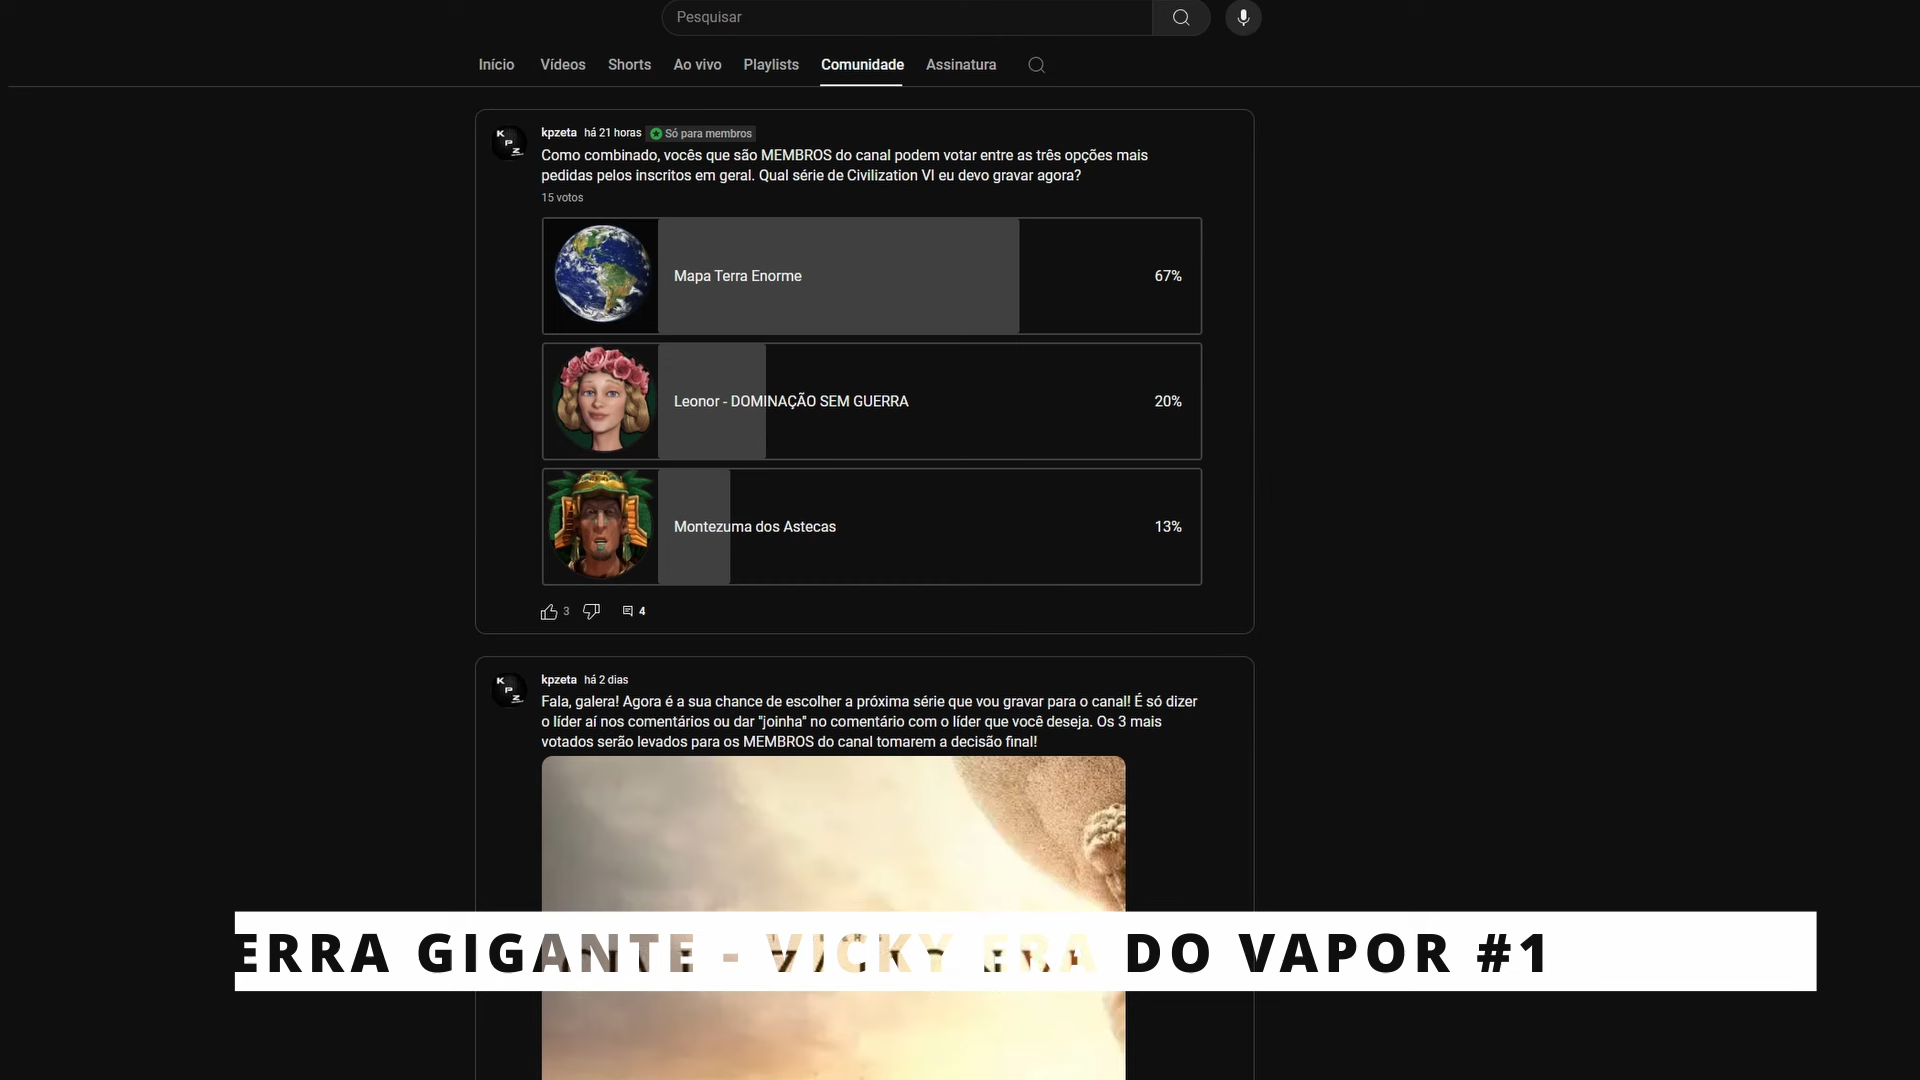 Pesquisar
Início Vídeos Shorts Ao vivo Playlists Comunidade Assinatura
KPZ
kpzeta há 21 horas Só para membros
Como combinado, vocês que são MEMBROS do canal podem votar entre as três opções mais
pedidas pelos inscritos em geral. Qual série de Civilization VI eu devo gravar agora?
15 votos
Mapa Terra Enorme 67%
Leonor - DOMINAÇÃO SEM GUERRA 20%
Montezuma dos Astecas 13%
3 4
KPZ
kpzeta há 2 dias
Fala, galera! Agora é a sua chance de escolher a próxima série que vou gravar para o canal! É só dizer
o líder aí nos comentários ou dar "joinha" no comentário com o líder que você deseja. Os 3 mais
votados serão levados para os MEMBROS do canal tomarem a decisão final!
ERRA GIGANTE - VICKY ERA DO VAPOR #1